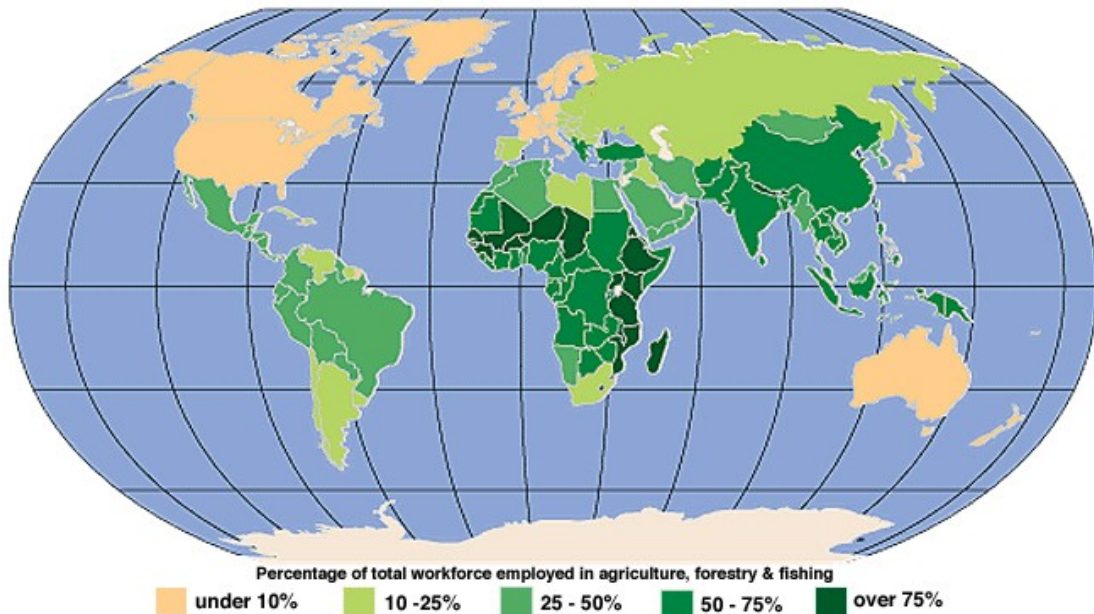 Percentage of total workforce employed in agriculture, forestry & fishing
under 10% 10 -25% 25 - 50% 50 - 75% over 75%